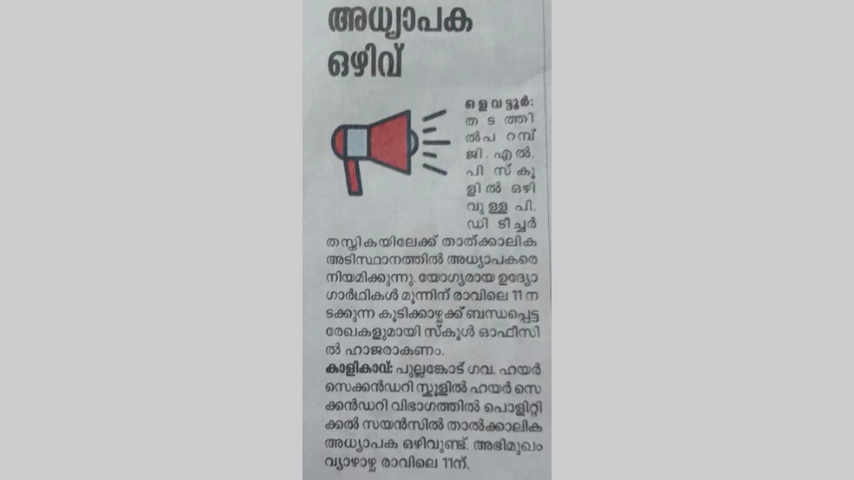 അധ്യാപക
ഒഴിവ്
ളെവട്ടൂർ:
തടത്തി
ൽപറമ്പ്
ജി.എൽ.
പി സ്കൂ
ളിൽ ഒഴി
വുള്ള പി.
ഡി ടീച്ചർ
തസ്തികയിലേക്ക് താത്ക്കാലിക
അടിസ്ഥാനത്തിൽ അധ്യാപകരെ
നിയമിക്കുന്നു. യോഗ്യരായ ഉദ്യോ
ഗാർഥികൾ മൂന്നിന് രാവിലെ 11 ന
ടക്കുന്ന കൂടിക്കാഴ്ചക്ക് ബന്ധപ്പെട്ട
രേഖകളുമായി സ്കൂൾ ഓഫീസി
ൽ ഹാജരാകണം.
കാളികാവ്: പുല്ലങ്കോട് ഗവ. ഹയർ
സെക്കൻഡറി സ്കൂളിൽ ഹയർ സെ
ക്കൻഡറി വിഭാഗത്തിൽ പൊളിറ്റി
ക്കൽ സയൻസിൽ താൽക്കാലിക
അധ്യാപക ഒഴിവുണ്ട്. അഭിമുഖം
വ്യാഴാഴ്ച രാവിലെ 11ന്.